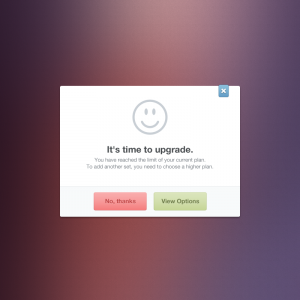 It's time to upgrade.
You have reached the limit of your current plan.
To add another set, you need to choose a higher plan.
No, thanks
View Options